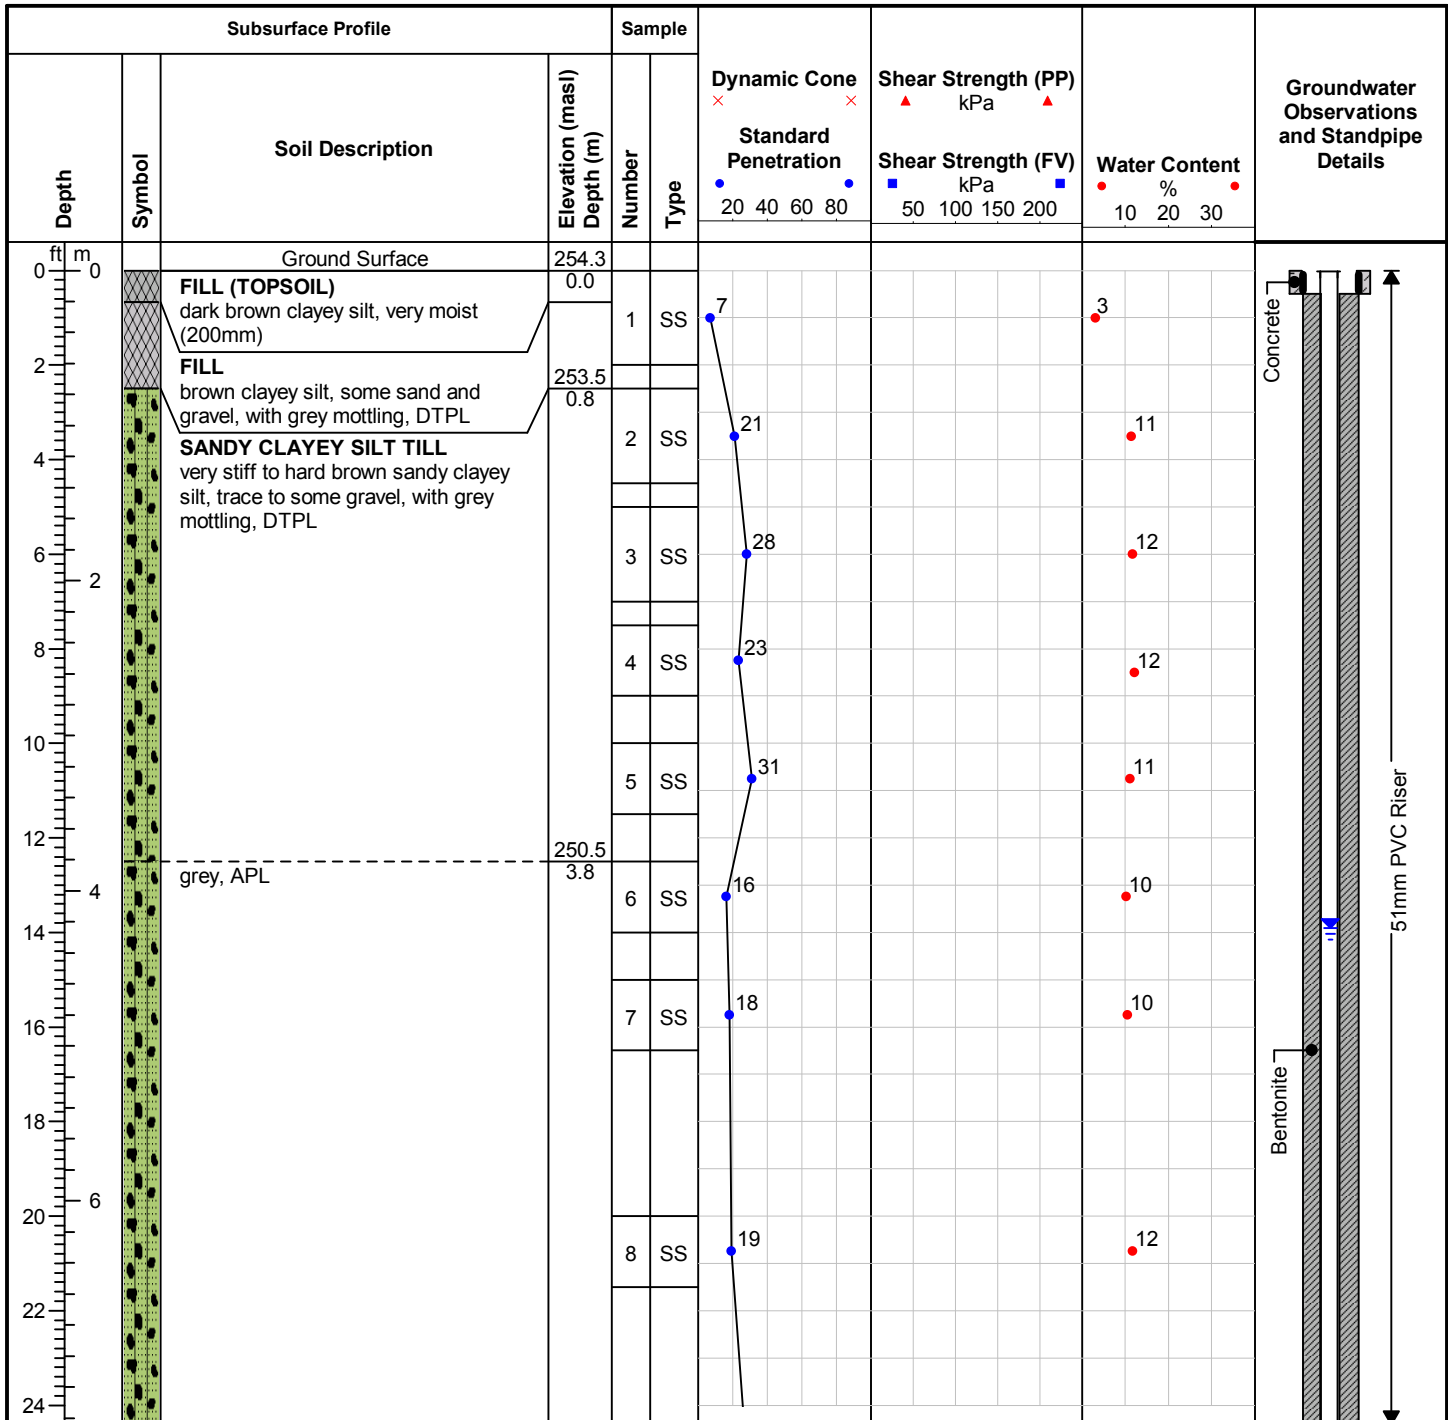 Subsurface Profile
Sample
Depth
Symbol
Soil Description
Elevation (masl)
Depth (m)
Number
Type
Dynamic Cone
Standard
Penetration
20 40 60 80
Shear Strength (PP)
kPa
Shear Strength (FV)
kPa
50 100 150 200
Water Content
%
10 20 30
Groundwater
Observations
and Standpipe
Details
ft m
0 0
Ground Surface
254.3
0.0
FILL (TOPSOIL)
dark brown clayey silt, very moist
(200mm)
1 SS
7
3
Concrete
2
FILL
brown clayey silt, some sand and
gravel, with grey mottling, DTPL
253.5
0.8
2 SS
21
11
4
SANDY CLAYEY SILT TILL
very stiff to hard brown sandy clayey
silt, trace to some gravel, with grey
mottling, DTPL
3 SS
28
12
6
2
8
4 SS
23
12
10
5 SS
31
11
51mm PVC Riser
12
250.5
3.8
grey, APL
4
6 SS
16
10
14
7 SS
18
10
16
Bentonite
18
6
20
8 SS
19
12
22
24